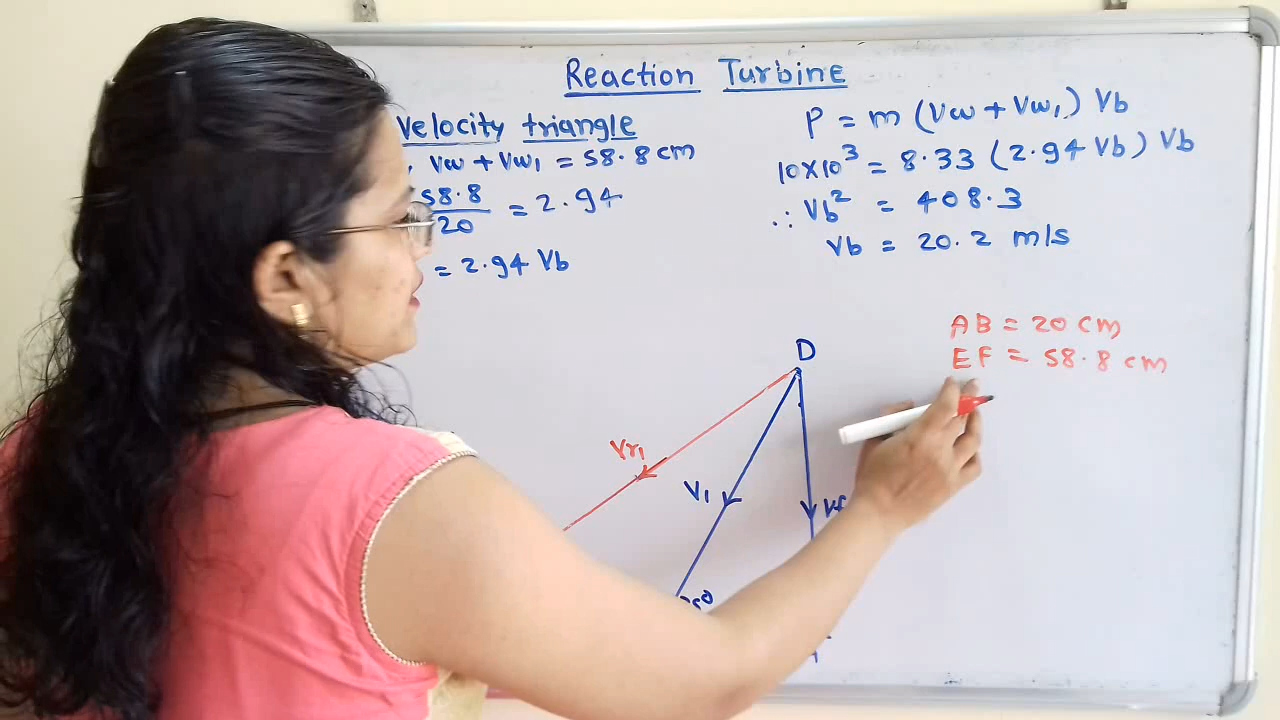 Reaction Turbine
Velocity triangle
Vw + Vw₁ = 58.8 cm
58.8/20 = 2.94
= 2.94 Vb
P = m (Vw + Vw₁) Vb
10×10³ = 8.33 (2.94 Vb) Vb
∴ Vb² = 408.3
Vb = 20.2 m/s
AB = 20 cm
EF = 58.8 cm
D
Vr₁
V₁